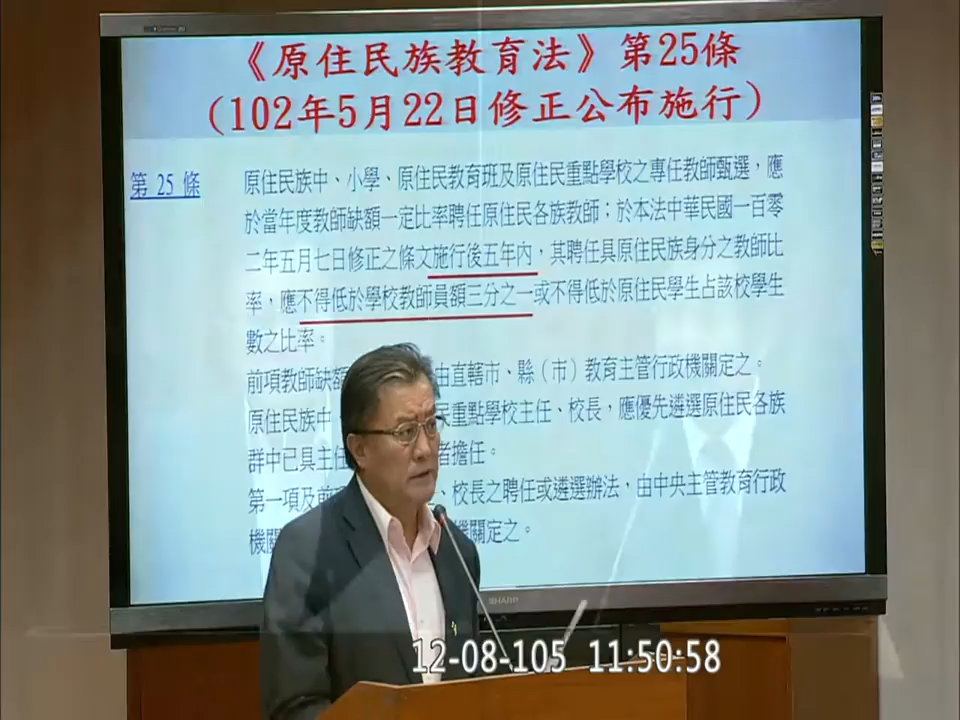 《原住民族教育法》第25條
(102年5月22日修正公布施行)
第 25 條
原住民族中、小學、原住民教育班及原住民重點學校之專任教師甄選，應
於當年度教師缺額一定比率聘任原住民各族教師；於本法中華民國一百零
二年五月七日修正之條文施行後五年內，其聘任具原住民族身分之教師比
率，應不得低於學校教師員額三分之一或不得低於原住民學生占該校學生
數之比率。
前項教師缺額 由直轄市、縣（市）教育主管行政機關定之。
原住民族中 民重點學校主任、校長，應優先遴選原住民各族
群中已具主任 者擔任。
第一項及前 、校長之聘任或遴選辦法，由中央主管教育行政
機關 機關定之。
SHARP
12-08-105 11:50:58